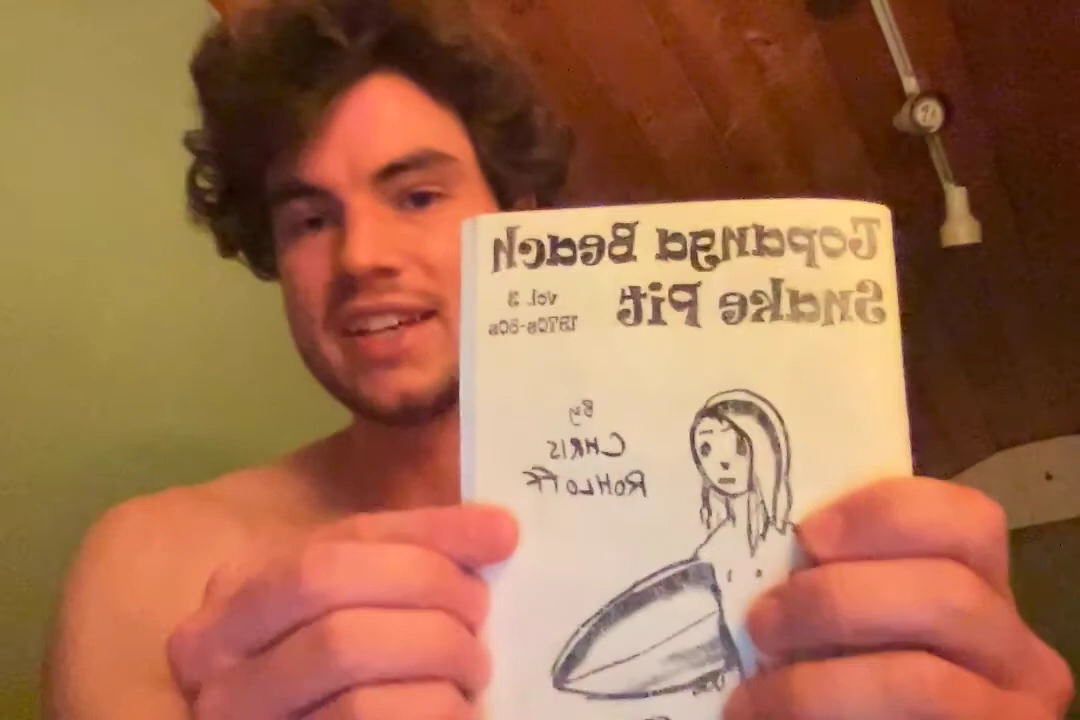 Topanga Beach
Snake Pit
vol. 3
1970s-80s
By
CHRIS
ROHLOFF